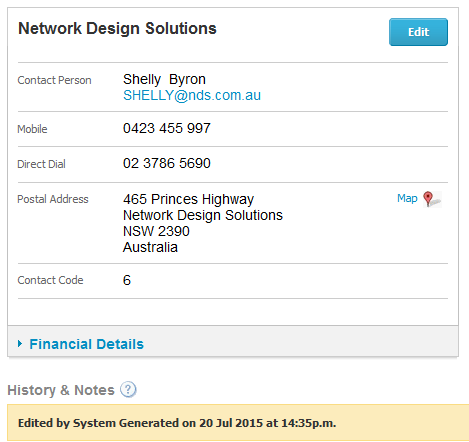 Network Design Solutions
Edit
Contact Person
Shelly Byron
SHELLY@nds.com.au
Mobile
0423 455 997
Direct Dial
02 3786 5690
Postal Address
465 Princes Highway
Map
Network Design Solutions
NSW 2390
Australia
Contact Code
6
Financial Details
History & Notes ?
Edited by System Generated on 20 Jul 2015 at 14:35p.m.